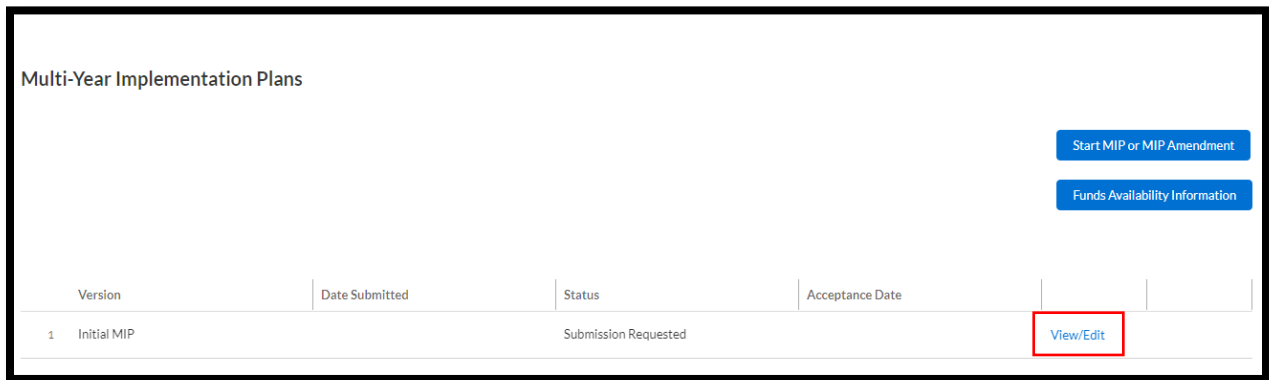 Multi-Year Implementation Plans
Start MIP or MIP Amendment
Funds Availability Information
Version Date Submitted Status Acceptance Date
1 Initial MIP Submission Requested View/Edit